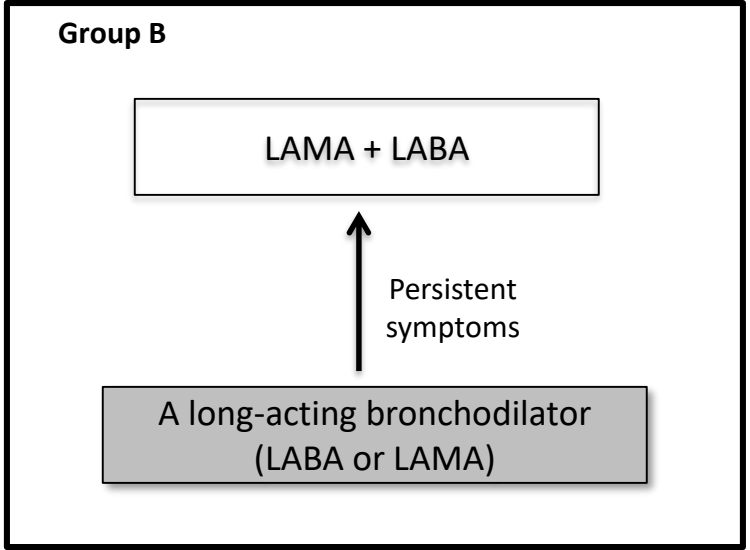 Group B
LAMA + LABA
Persistent
symptoms
A long-acting bronchodilator
(LABA or LAMA)